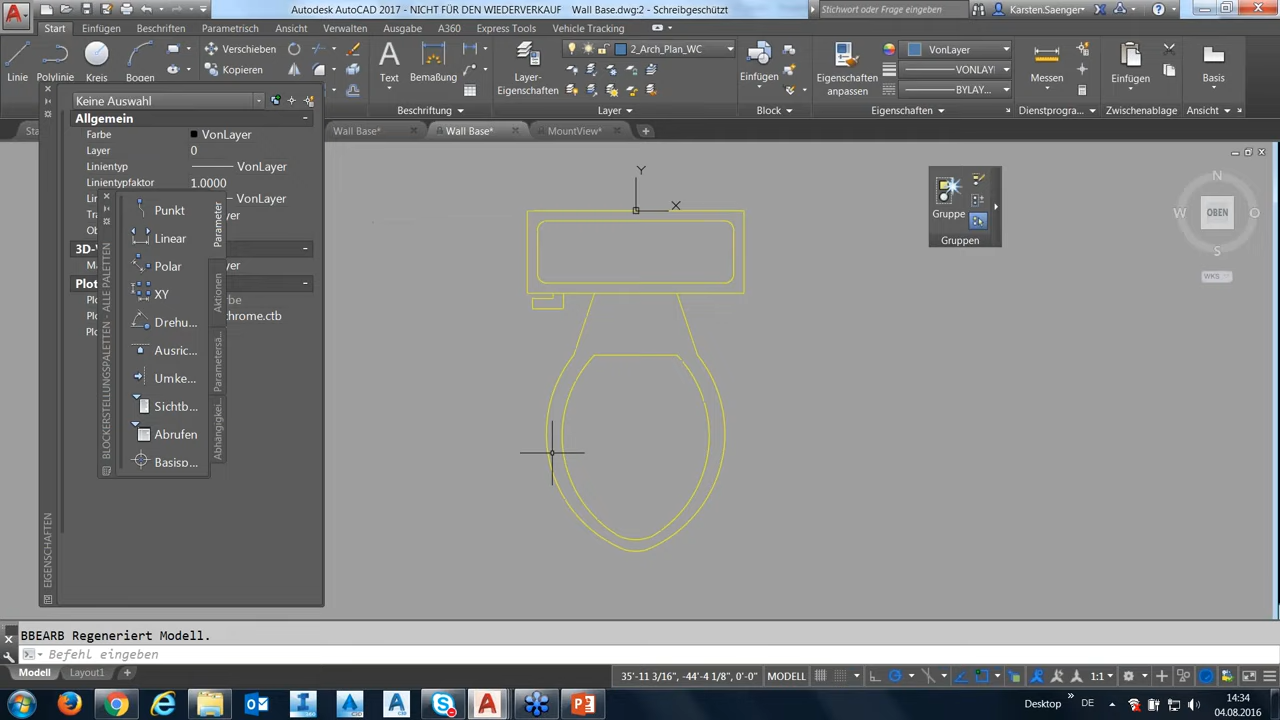 Autodesk AutoCAD 2017 - NICHT FÜR DEN WIEDERVERKAUF Wall Base.dwg:2 - Schreibgeschützt
Stichwort oder Frage eingeben
Karsten.Saenger
Start Einfügen Beschriften Parametrisch Ansicht Verwalten Ausgabe A360 Express Tools Vehicle Tracking
Linie Polylinie Kreis Bogen
Verschieben
Kopieren
Text Bemaßung
Beschriftung
Layer-
Eigenschaften
2_Arch_Plan_WC
Layer
Einfügen
Block
Eigenschaften
anpassen
VonLayer
VONLAY
BYLAY...
Eigenschaften
Messen
Dienstprogr...
Einfügen
Zwischenablage
Basis
Ansicht
Wall Base*
Wall Base*
MountView*
Keine Auswahl
Allgemein
Farbe VonLayer
Layer 0
Linientyp VonLayer
Linientypfaktor 1.0000
VonLayer
chrome.ctb
EIGENSCHAFTEN
BLOCKERSTELLUNGSPALETTEN - ALLE PALETTEN
Punkt
Linear
Polar
XY
Drehu...
Ausric...
Umke...
Sichtb...
Abrufen
Basisp...
Parameter
Aktionen
Parametersä...
Abhängigkei...
Y
X
Gruppe
Gruppen
N
W OBEN O
S
WKS
BBEARB Regeneriert Modell.
Befehl eingeben
Modell Layout1
35'-11 3/16", -44'-4 1/8", 0'-0" MODELL
1:1
Desktop
DE
14:34
04.08.2016